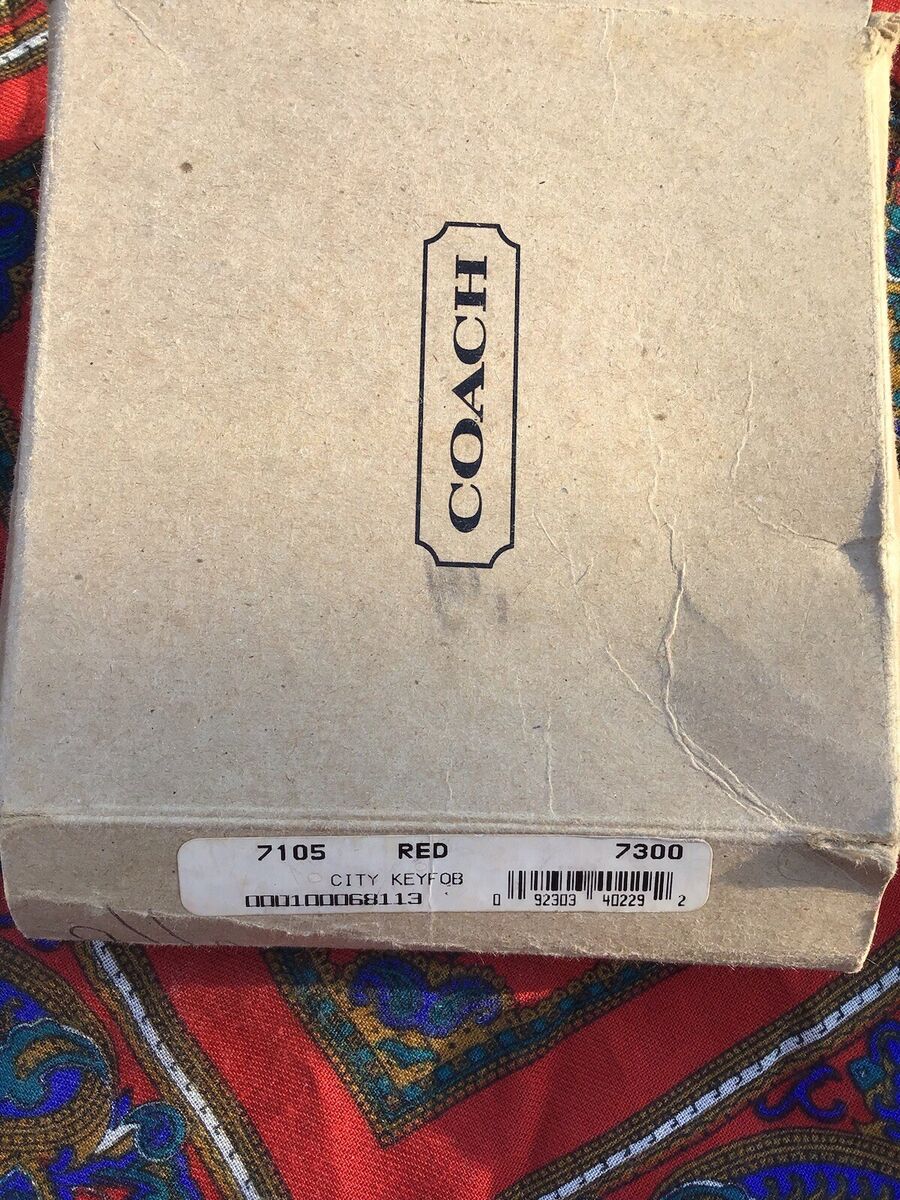 COACH
7105 RED 7300
CITY KEYFOB
000100068113
0 92303 40229 2